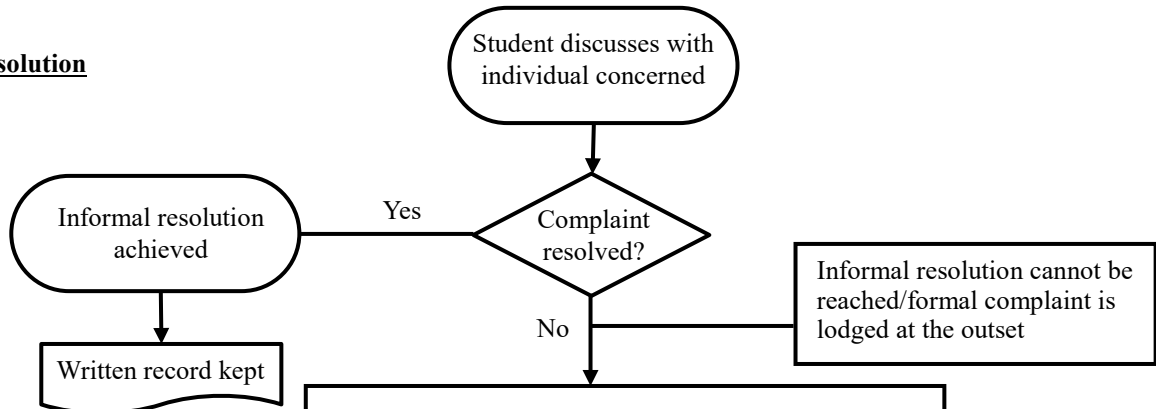 Student discusses with
individual concerned
solution
Informal resolution
achieved
Yes
Complaint
resolved?
Informal resolution cannot be
reached/formal complaint is
lodged at the outset
No
Written record kept